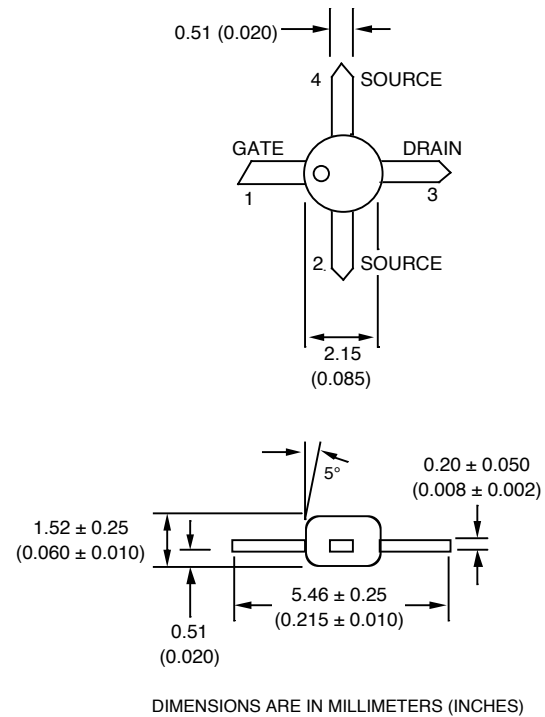 0.51 (0.020)
4 SOURCE
GATE DRAIN
1 3
2. SOURCE
2.15
(0.085)
5°
0.20 ± 0.050
(0.008 ± 0.002)
1.52 ± 0.25
(0.060 ± 0.010)
5.46 ± 0.25
(0.215 ± 0.010)
0.51
(0.020)
DIMENSIONS ARE IN MILLIMETERS (INCHES)